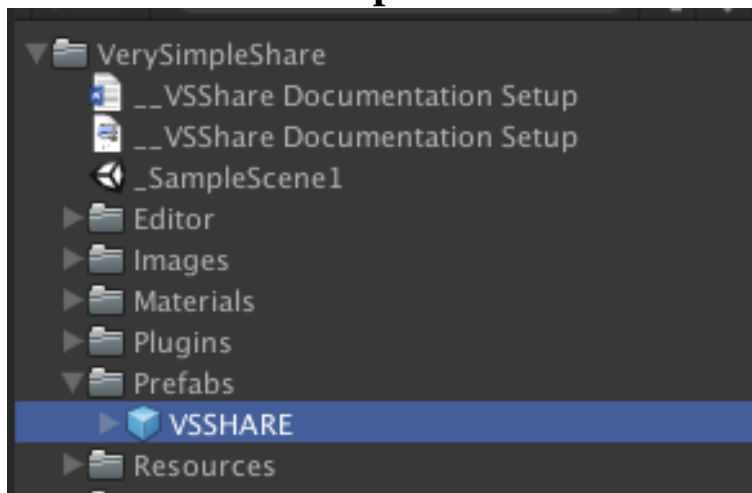 VerySimpleShare
__VSShare Documentation Setup
__VSShare Documentation Setup
_SampleScene1
Editor
Images
Materials
Plugins
Prefabs
VSSHARE
Resources